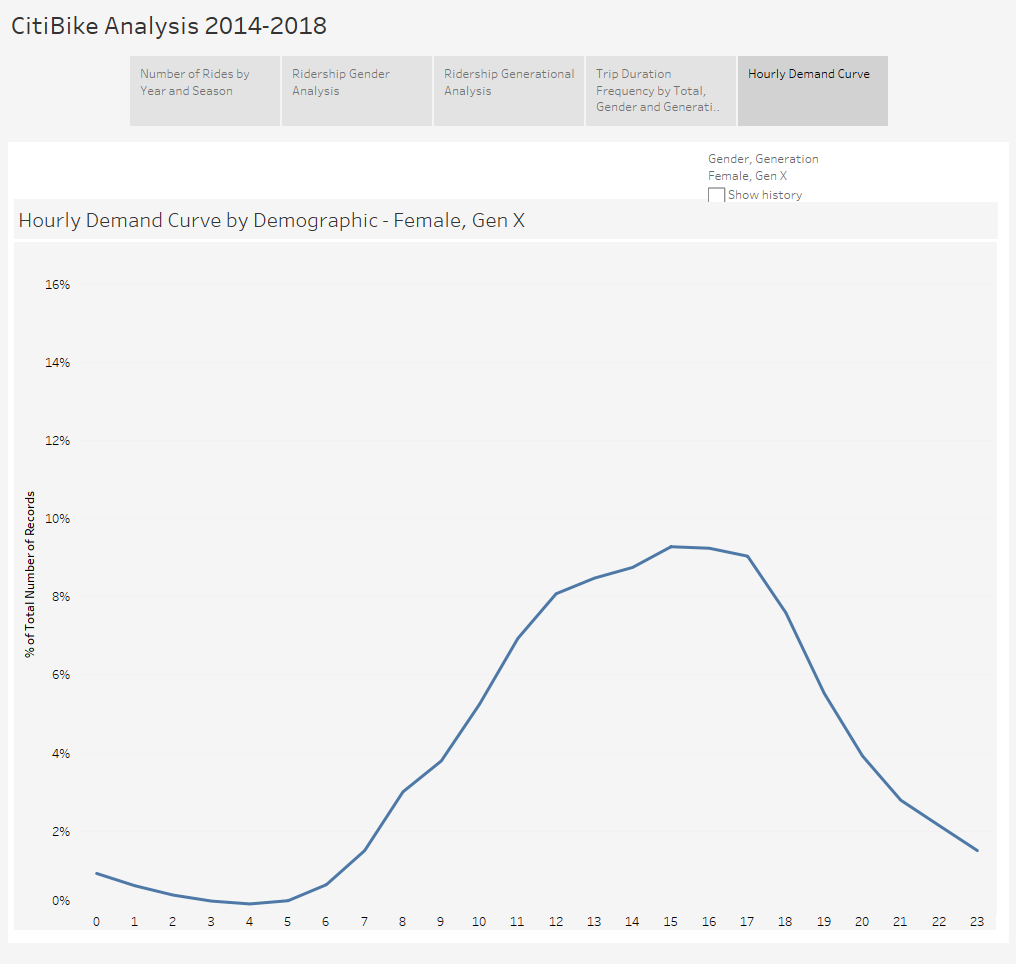 CitiBike Analysis 2014-2018
Number of Rides by
Year and Season
Ridership Gender
Analysis
Ridership Generational
Analysis
Trip Duration
Frequency by Total,
Gender and Generati..
Hourly Demand Curve
Gender, Generation
Female, Gen X
Show history
Hourly Demand Curve by Demographic - Female, Gen X
% of Total Number of Records
16%
14%
12%
10%
8%
6%
4%
2%
0%
0 1 2 3 4 5 6 7 8 9 10 11 12 13 14 15 16 17 18 19 20 21 22 23